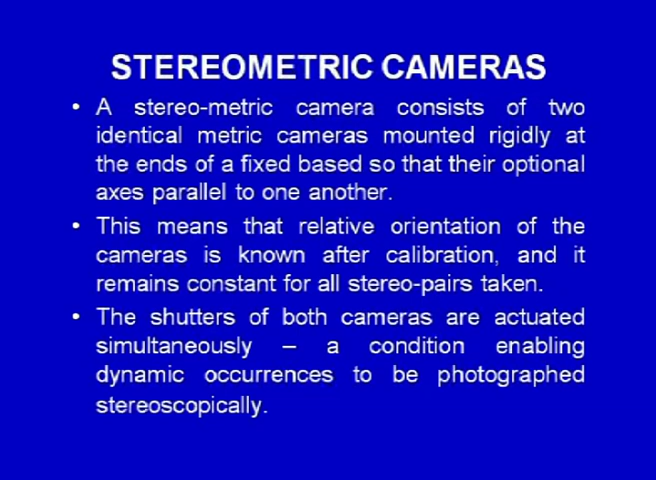 STEREOMETRIC CAMERAS
• A stereo-metric camera consists of two
identical metric cameras mounted rigidly at
the ends of a fixed based so that their optional
axes parallel to one another.
• This means that relative orientation of the
cameras is known after calibration, and it
remains constant for all stereo-pairs taken.
• The shutters of both cameras are actuated
simultaneously – a condition enabling
dynamic occurrences to be photographed
stereoscopically.